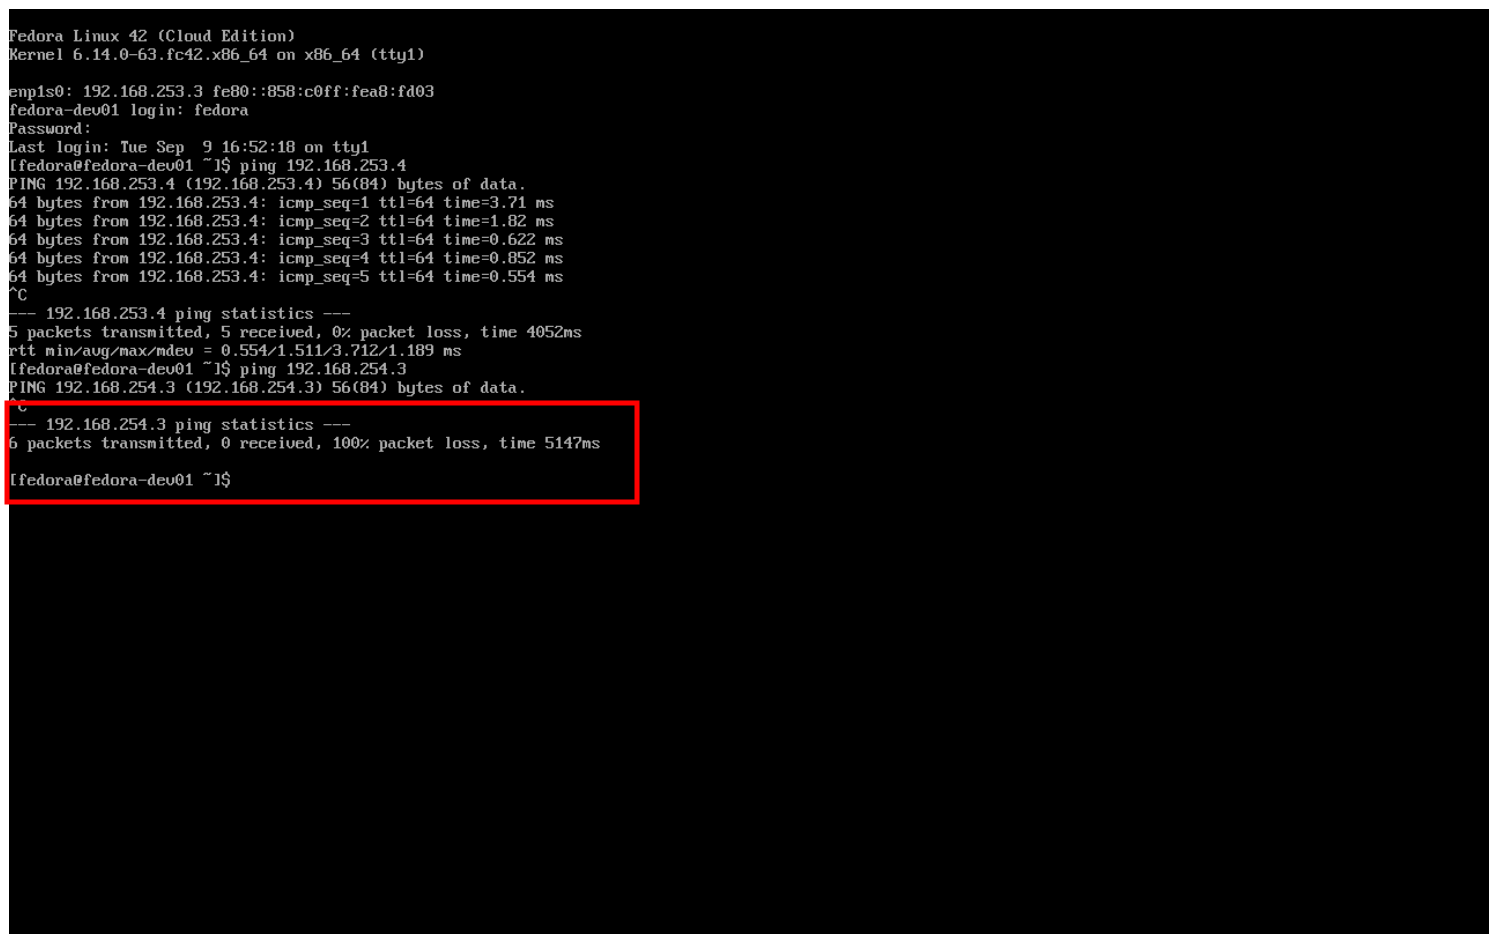 Fedora Linux 42 (Cloud Edition)
Kernel 6.14.0-63.fc42.x86_64 on x86_64 (tty1)
enp1s0: 192.168.253.3 fe80::858:c0ff:fea8:fd03
fedora-dev01 login: fedora
Password:
Last login: Tue Sep  9 16:52:18 on tty1
[fedora@fedora-dev01 ~]$ ping 192.168.253.4
PING 192.168.253.4 (192.168.253.4) 56(84) bytes of data.
64 bytes from 192.168.253.4: icmp_seq=1 ttl=64 time=3.71 ms
64 bytes from 192.168.253.4: icmp_seq=2 ttl=64 time=1.82 ms
64 bytes from 192.168.253.4: icmp_seq=3 ttl=64 time=0.622 ms
64 bytes from 192.168.253.4: icmp_seq=4 ttl=64 time=0.852 ms
64 bytes from 192.168.253.4: icmp_seq=5 ttl=64 time=0.554 ms
^C
--- 192.168.253.4 ping statistics ---
5 packets transmitted, 5 received, 0% packet loss, time 4052ms
rtt min/avg/max/mdev = 0.554/1.511/3.712/1.189 ms
[fedora@fedora-dev01 ~]$ ping 192.168.254.3
PING 192.168.254.3 (192.168.254.3) 56(84) bytes of data.
^C
--- 192.168.254.3 ping statistics ---
6 packets transmitted, 0 received, 100% packet loss, time 5147ms
[fedora@fedora-dev01 ~]$